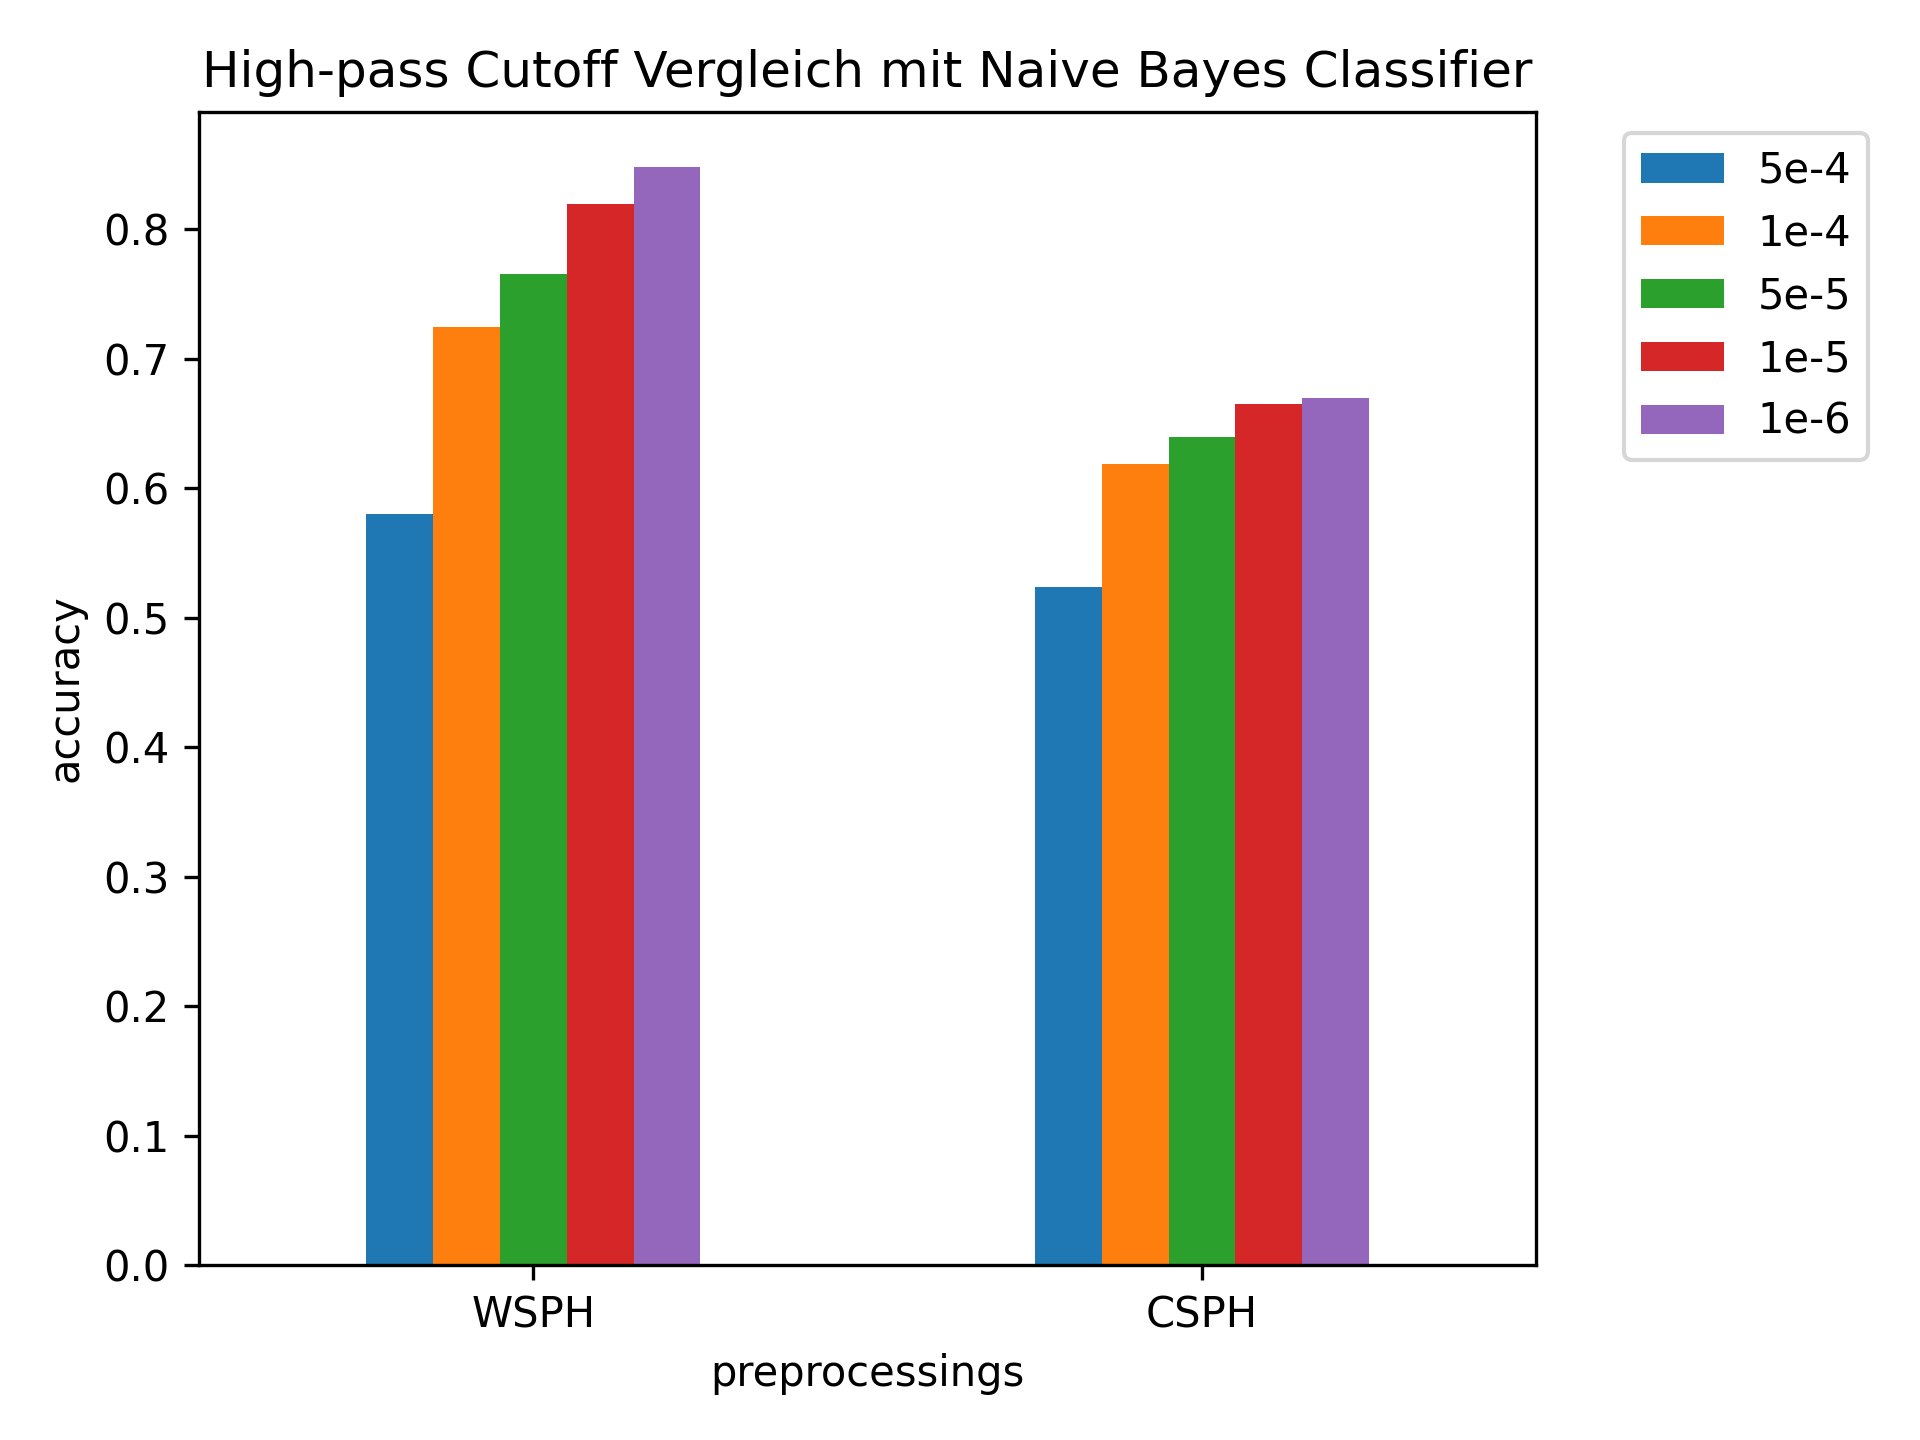 High-pass Cutoff Vergleich mit Naive Bayes Classifier
5e-4
1e-4
5e-5
1e-5
1e-6
accuracy
0.8
0.7
0.6
0.5
0.4
0.3
0.2
0.1
0.0
WSPH CSPH
preprocessings